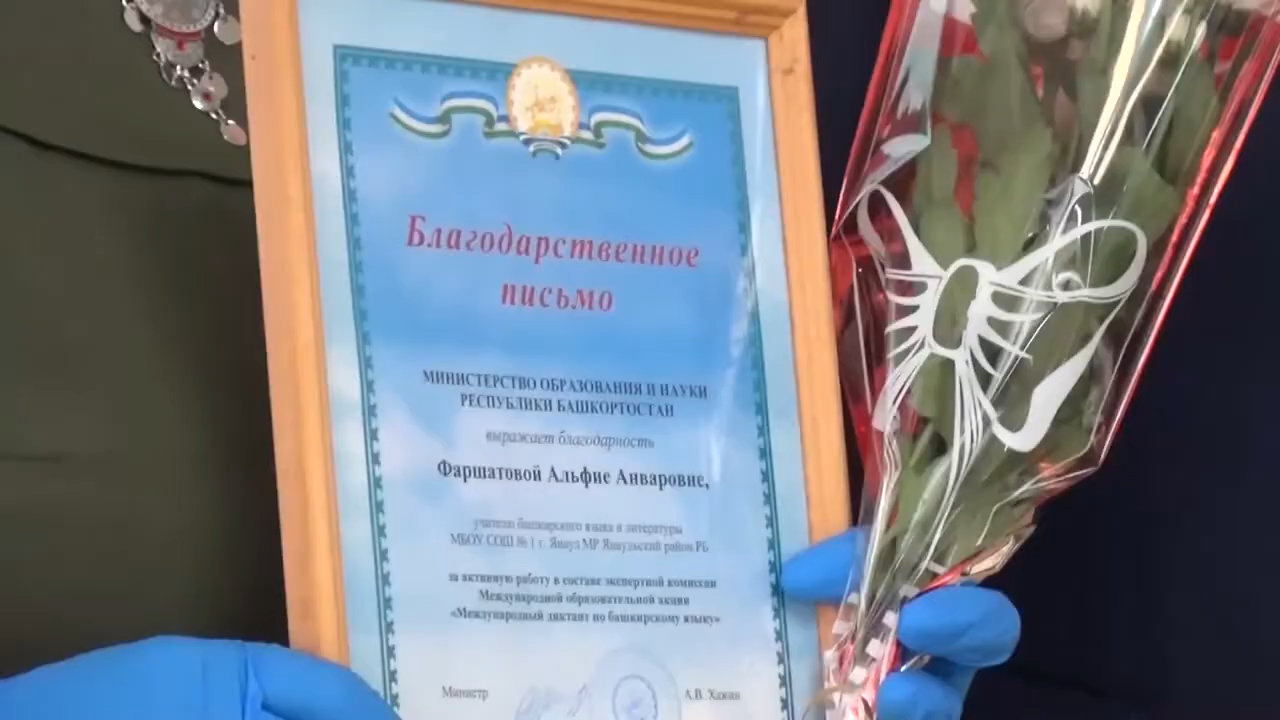 Благодарственное
письмо
МИНИСТЕРСТВО ОБРАЗОВАНИЯ И НАУКИ
РЕСПУБЛИКИ БАШКОРТОСТАН
выражает благодарность
Фаршатовой Альфие Анваровне,
учителю башкирского языка и литературы
МБОУ СОШ № 1 г. Янаул МР Янаульский район РБ
за активную работу в составе экспертной комиссии
Международной образовательной акции
«Международный диктант по башкирскому языку»
Министр
А.В. Хажин